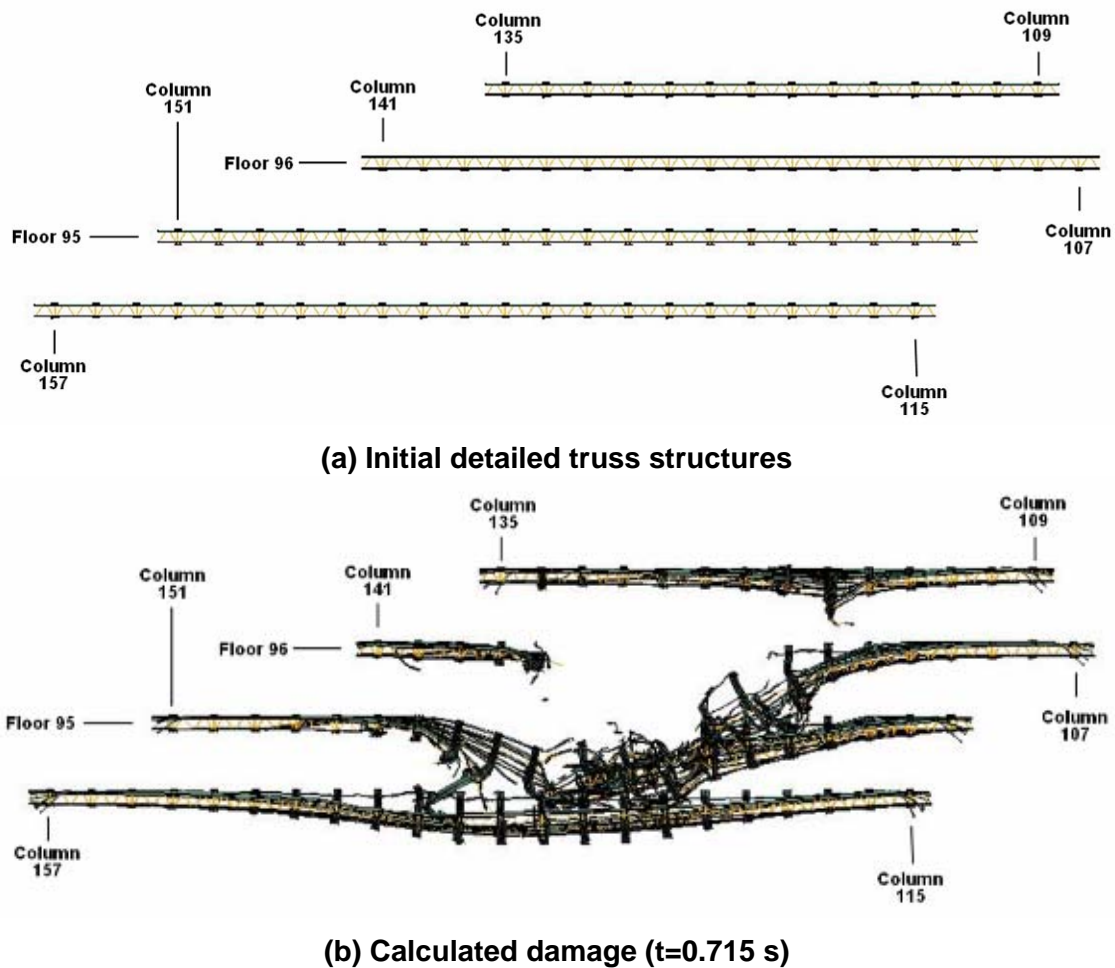 Column
135
Column
109
Column
151
Column
141
Floor 96
Floor 95
Column
107
Column
157
Column
115
(a) Initial detailed truss structures
Column
135
Column
109
Column
151
Column
141
Floor 96
Floor 95
Column
107
Column
157
Column
115
(b) Calculated damage (t=0.715 s)